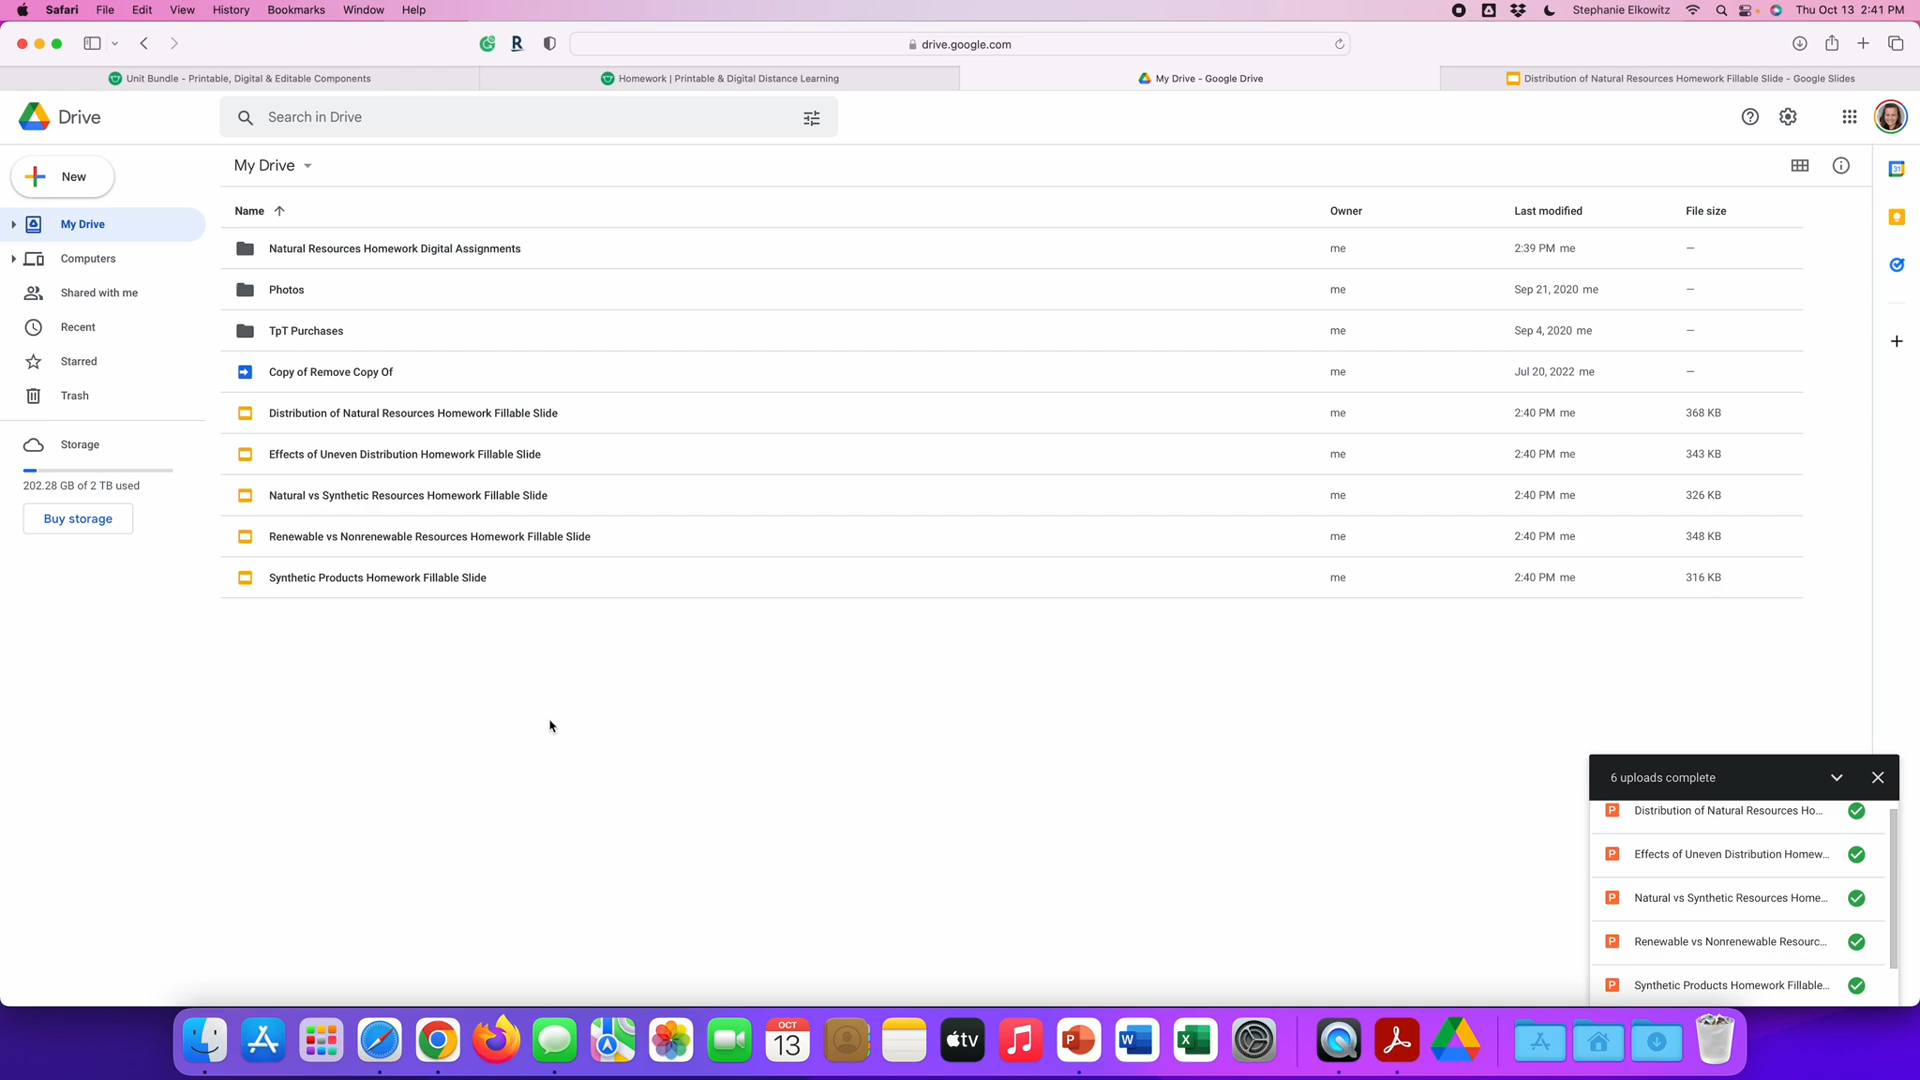 Safari File Edit View History Bookmarks Window Help Stephanie Elkowitz Thu Oct 13 2:41 PM
drive.google.com
Unit Bundle - Printable, Digital & Editable Components Homework | Printable & Digital Distance Learning My Drive - Google Drive Distribution of Natural Resources Homework Fillable Slide - Google Slides
Drive Search in Drive
New My Drive
Name Owner Last modified File size
My Drive
Natural Resources Homework Digital Assignments me 2:39 PM me —
Computers
Photos me Sep 21, 2020 me —
Shared with me
Recent
TpT Purchases me Sep 4, 2020 me —
Starred
Copy of Remove Copy Of me Jul 20, 2022 me —
Trash
Distribution of Natural Resources Homework Fillable Slide me 2:40 PM me 368 KB
Storage
Effects of Uneven Distribution Homework Fillable Slide me 2:40 PM me 343 KB
202.28 GB of 2 TB used
Natural vs Synthetic Resources Homework Fillable Slide me 2:40 PM me 326 KB
Buy storage
Renewable vs Nonrenewable Resources Homework Fillable Slide me 2:40 PM me 348 KB
Synthetic Products Homework Fillable Slide me 2:40 PM me 316 KB
6 uploads complete
Distribution of Natural Resources Ho...
Effects of Uneven Distribution Homew...
Natural vs Synthetic Resources Home...
Renewable vs Nonrenewable Resourc...
Synthetic Products Homework Fillable...
OCT
13
tv
P
W
X